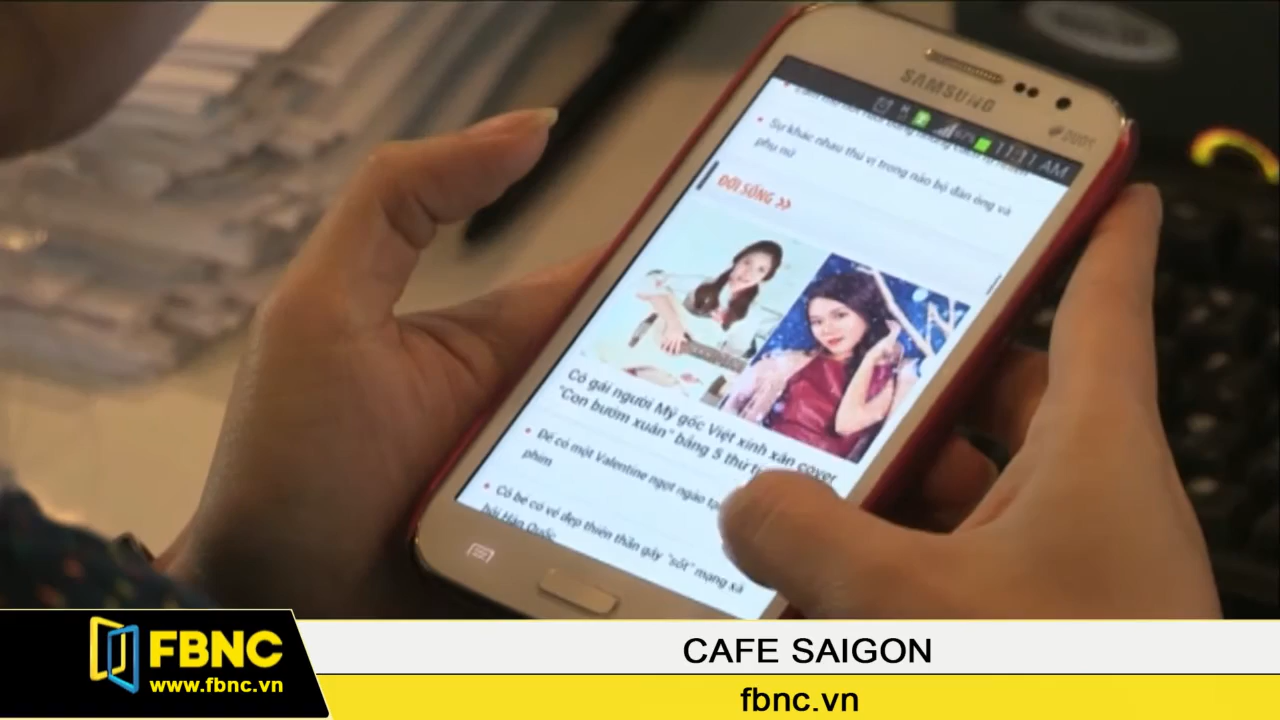 SAMSUNG
DUOS
11:11 AM
Sự khác nhau thú vị trong não bộ đàn ông và
phụ nữ
ĐỜI SỐNG >>
Cô gái người Mỹ gốc Việt xinh xắn cover
"Con bướm xuân" bằng 5 thứ
Để có một Valentine ngọt ngào
phim
Cô bé có vẻ đẹp thiên thần gây "sốt" mạng xã
hội Hàn Quốc
FBNC
www.fbnc.vn
CAFE SAIGON
fbnc.vn